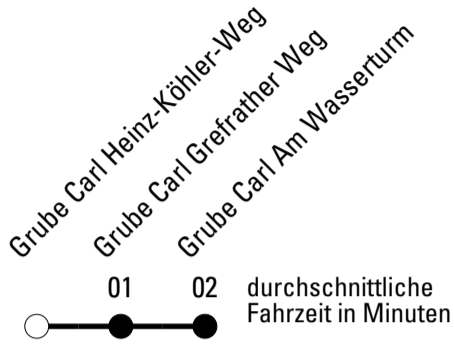 Grube Carl Heinz-Köhler-Weg
Grube Carl Grefrather Weg
Grube Carl Am Wasserturm
01 02 durchschnittliche
Fahrzeit in Minuten